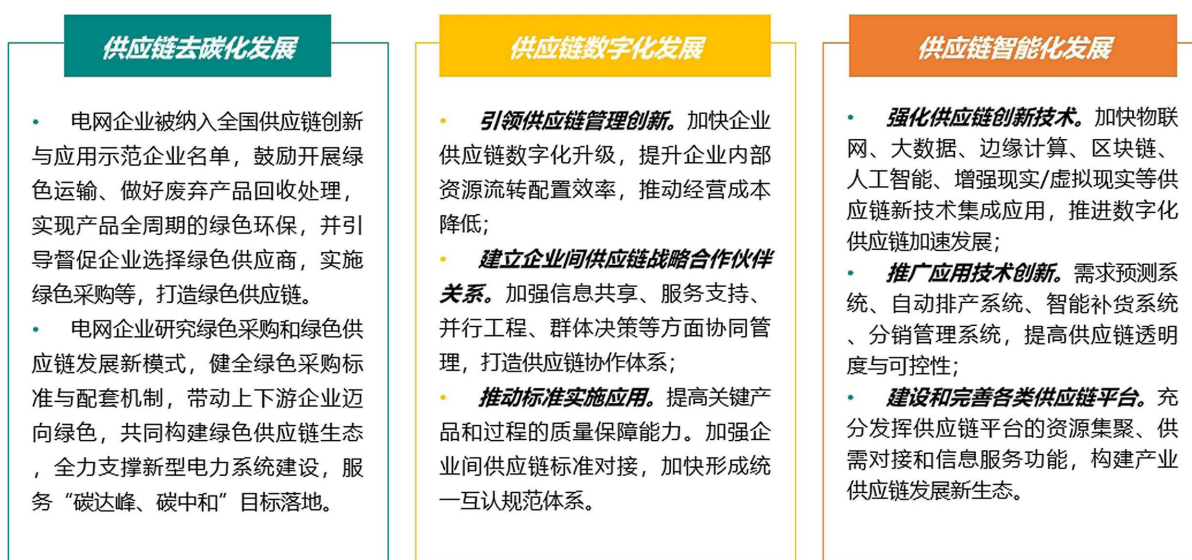 供应链去碳化发展
• 电网企业被纳入全国供应链创新
与应用示范企业名单，鼓励开展绿
色运输、做好废弃产品回收处理，
实现产品全周期的绿色环保，并引
导督促企业选择绿色供应商，实施
绿色采购等，打造绿色供应链。
• 电网企业研究绿色采购和绿色供
应链发展新模式，健全绿色采购标
准与配套机制，带动上下游企业迈
向绿色，共同构建绿色供应链生态
，全力支撑新型电力系统建设，服
务“碳达峰、碳中和”目标落地。
供应链数字化发展
• 引领供应链管理创新。加快企业
供应链数字化升级，提升企业内部
资源流转配置效率，推动经营成本
降低；
• 建立企业间供应链战略合作伙伴
关系。加强信息共享、服务支持、
并行工程、群体决策等方面协同管
理，打造供应链协作体系；
• 推动标准实施应用。提高关键产
品和过程的质量保障能力。加强企
业间供应链标准对接，加快形成统
一互认规范体系。
供应链智能化发展
• 强化供应链创新技术。加快物联
网、大数据、边缘计算、区块链、
人工智能、增强现实/虚拟现实等供
应链新技术集成应用，推进数字化
供应链加速发展；
• 推广应用技术创新。需求预测系
统、自动排产系统、智能补货系统
、分销管理系统，提高供应链透明
度与可控性；
• 建设和完善各类供应链平台。充
分发挥供应链平台的资源集聚、供
需对接和信息服务功能，构建产业
供应链发展新生态。